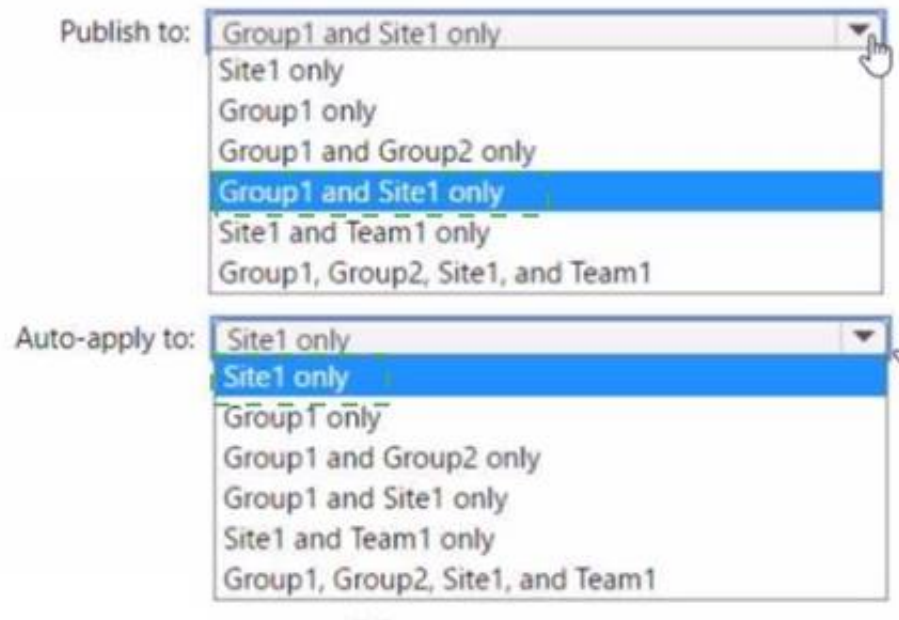 Publish to: Group1 and Site1 only
Site1 only
Group1 only
Group1 and Group2 only
Group1 and Site1 only
Site1 and Team1 only
Group1, Group2, Site1, and Team1
Auto-apply to: Site1 only
Site1 only
Group1 only
Group1 and Group2 only
Group1 and Site1 only
Site1 and Team1 only
Group1, Group2, Site1, and Team1